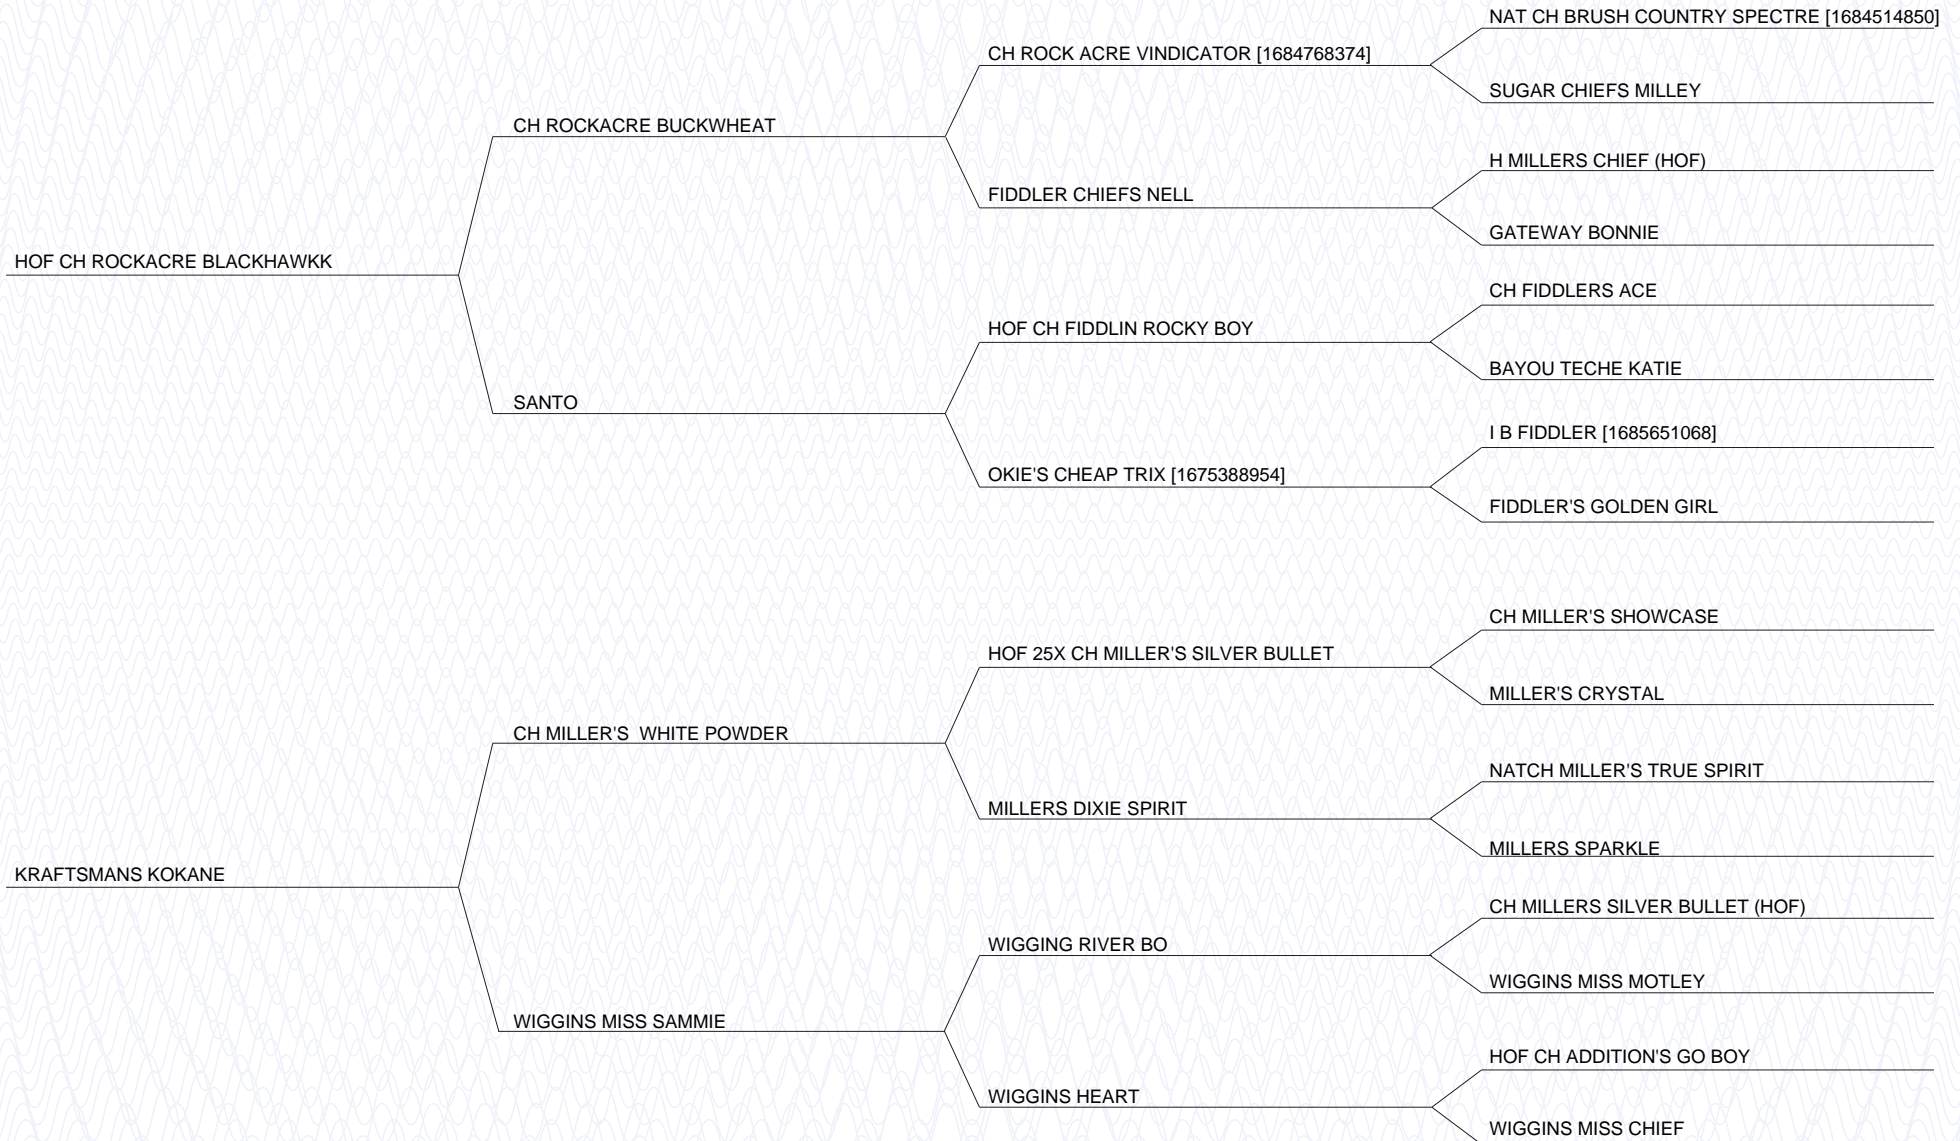 NAT CH BRUSH COUNTRY SPECTRE [1684514850]
CH ROCK ACRE VINDICATOR [1684768374]
SUGAR CHIEFS MILLEY
CH ROCKACRE BUCKWHEAT
H MILLERS CHIEF (HOF)
FIDDLER CHIEFS NELL
GATEWAY BONNIE
HOF CH ROCKACRE BLACKHAWKK
CH FIDDLERS ACE
HOF CH FIDDLIN ROCKY BOY
BAYOU TECHE KATIE
SANTO
I B FIDDLER [1685651068]
OKIE'S CHEAP TRIX [1675388954]
FIDDLER'S GOLDEN GIRL
CH MILLER'S SHOWCASE
HOF 25X CH MILLER'S SILVER BULLET
MILLER'S CRYSTAL
CH MILLER'S  WHITE POWDER
NATCH MILLER'S TRUE SPIRIT
MILLERS DIXIE SPIRIT
MILLERS SPARKLE
KRAFTSMANS KOKANE
CH MILLERS SILVER BULLET (HOF)
WIGGING RIVER BO
WIGGINS MISS MOTLEY
WIGGINS MISS SAMMIE
HOF CH ADDITION'S GO BOY
WIGGINS HEART
WIGGINS MISS CHIEF